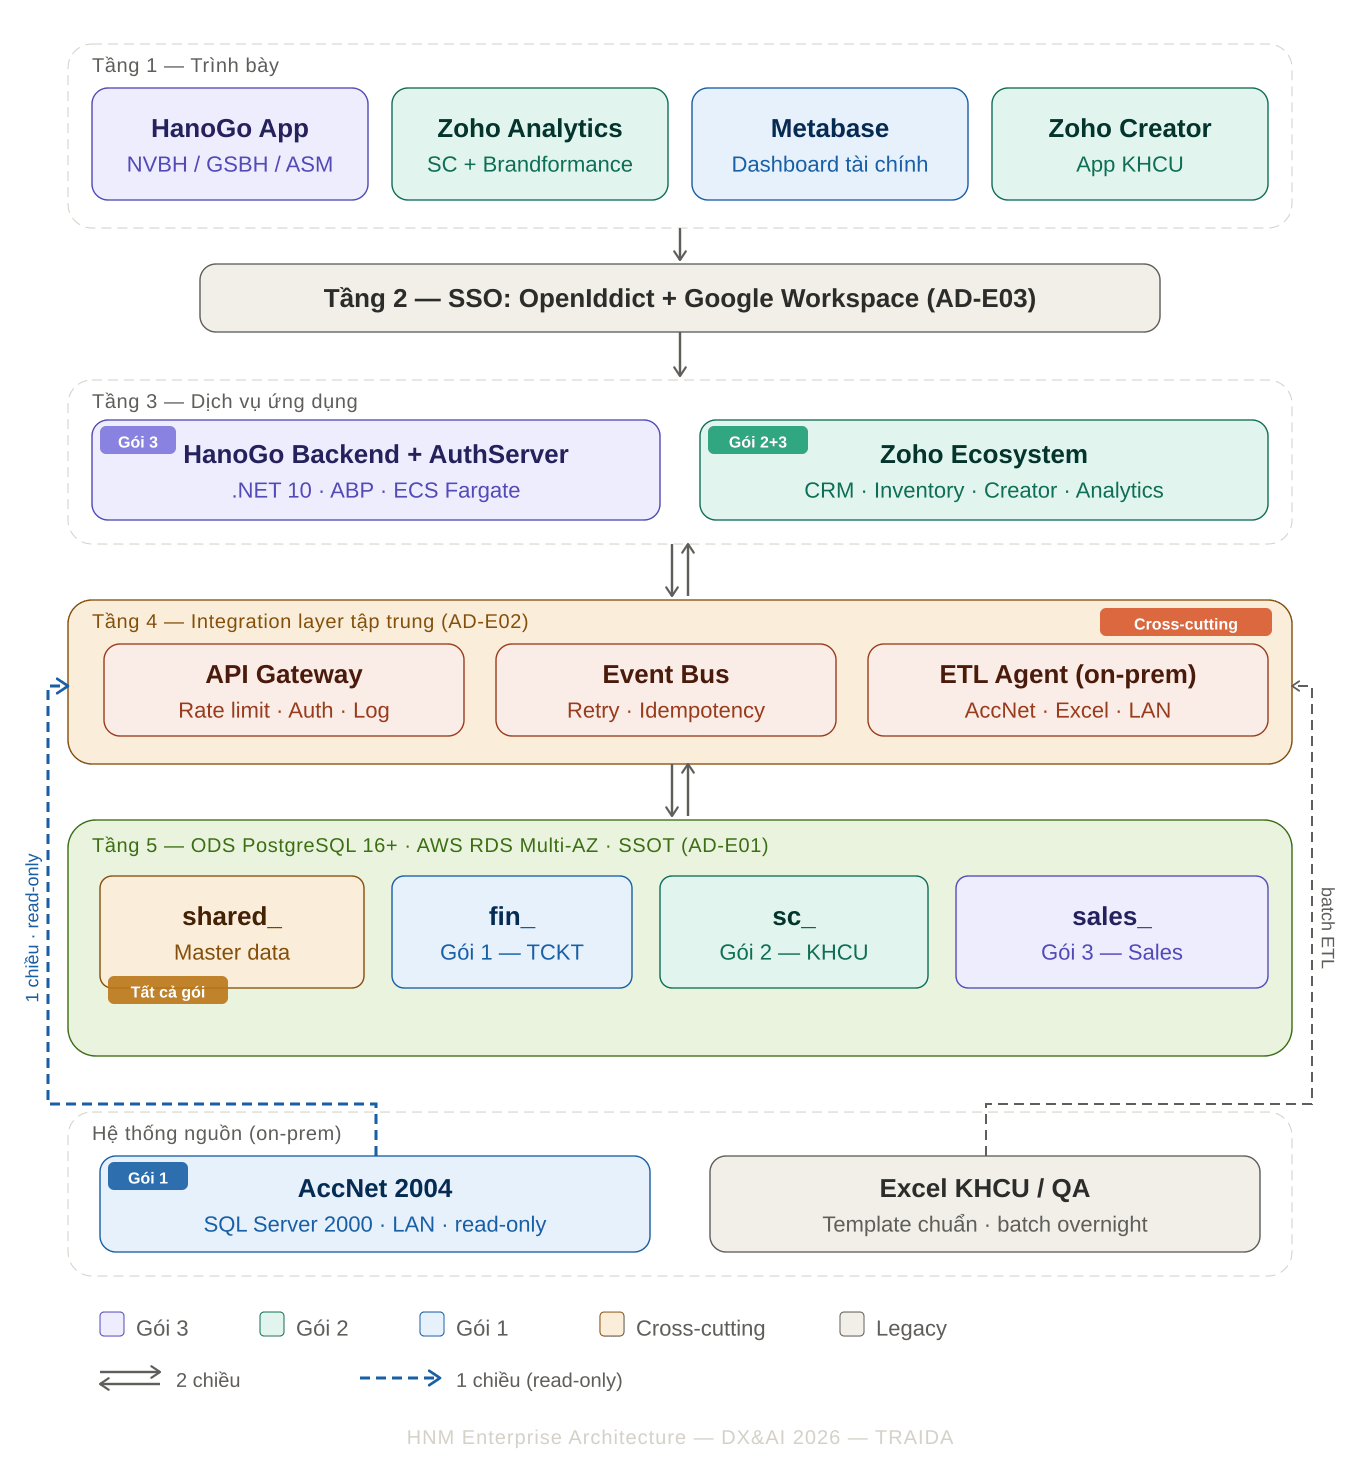 Tầng 1 — Trình bày
HanoGo App
NVBH / GSBH / ASM
Zoho Analytics
SC + Brandformance
Metabase
Dashboard tài chính
Zoho Creator
App KHCU
Tầng 2 — SSO: OpenIddict + Google Workspace (AD-E03)
Tầng 3 — Dịch vụ ứng dụng
Gói 3
HanoGo Backend + AuthServer
.NET 10 · ABP · ECS Fargate
Gói 2+3
Zoho Ecosystem
CRM · Inventory · Creator · Analytics
Tầng 4 — Integration layer tập trung (AD-E02)
Cross-cutting
API Gateway
Rate limit · Auth · Log
Event Bus
Retry · Idempotency
ETL Agent (on-prem)
AccNet · Excel · LAN
1 chiều · read-only
batch ETL
Tầng 5 — ODS PostgreSQL 16+ · AWS RDS Multi-AZ · SSOT (AD-E01)
shared_
Master data
Tất cả gói
fin_
Gói 1 — TCKT
sc_
Gói 2 — KHCU
sales_
Gói 3 — Sales
Hệ thống nguồn (on-prem)
Gói 1
AccNet 2004
SQL Server 2000 · LAN · read-only
Excel KHCU / QA
Template chuẩn · batch overnight
Gói 3
Gói 2
Gói 1
Cross-cutting
Legacy
2 chiều
1 chiều (read-only)
HNM Enterprise Architecture — DX&AI 2026 — TRAIDA